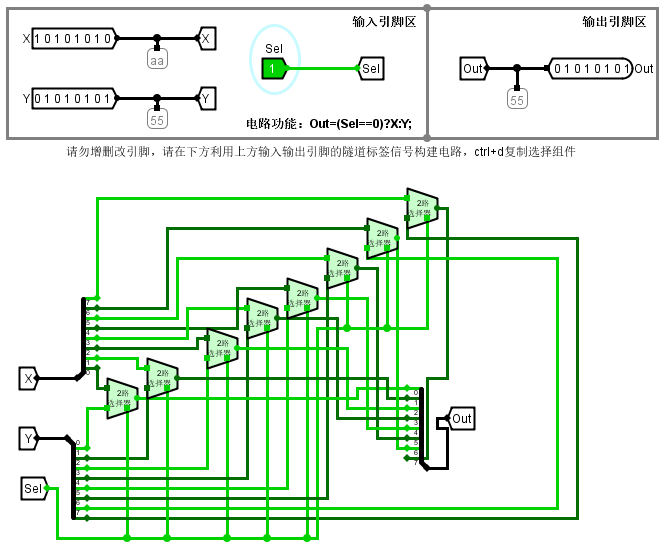 输入引脚区
输出引脚区
X 10101010 X
aa
Sel
1
Sel
Out
01010101 Out
55
Y 01010101 Y
55
电路功能：Out=(Sel==0)?X:Y;
请勿增删改引脚，请在下方利用上方输入输出引脚的隧道标签信号构建电路，ctrl+d复制选择组件
2路
选择器
2路
选择器
2路
选择器
2路
选择器
2路
选择器
2路
选择器
2路
选择器
2路
选择器
7
6
5
4
3
2
1
0
X
0
1
2
3
4
5
6
7
Out
Y
0
1
2
3
4
5
6
7
Sel